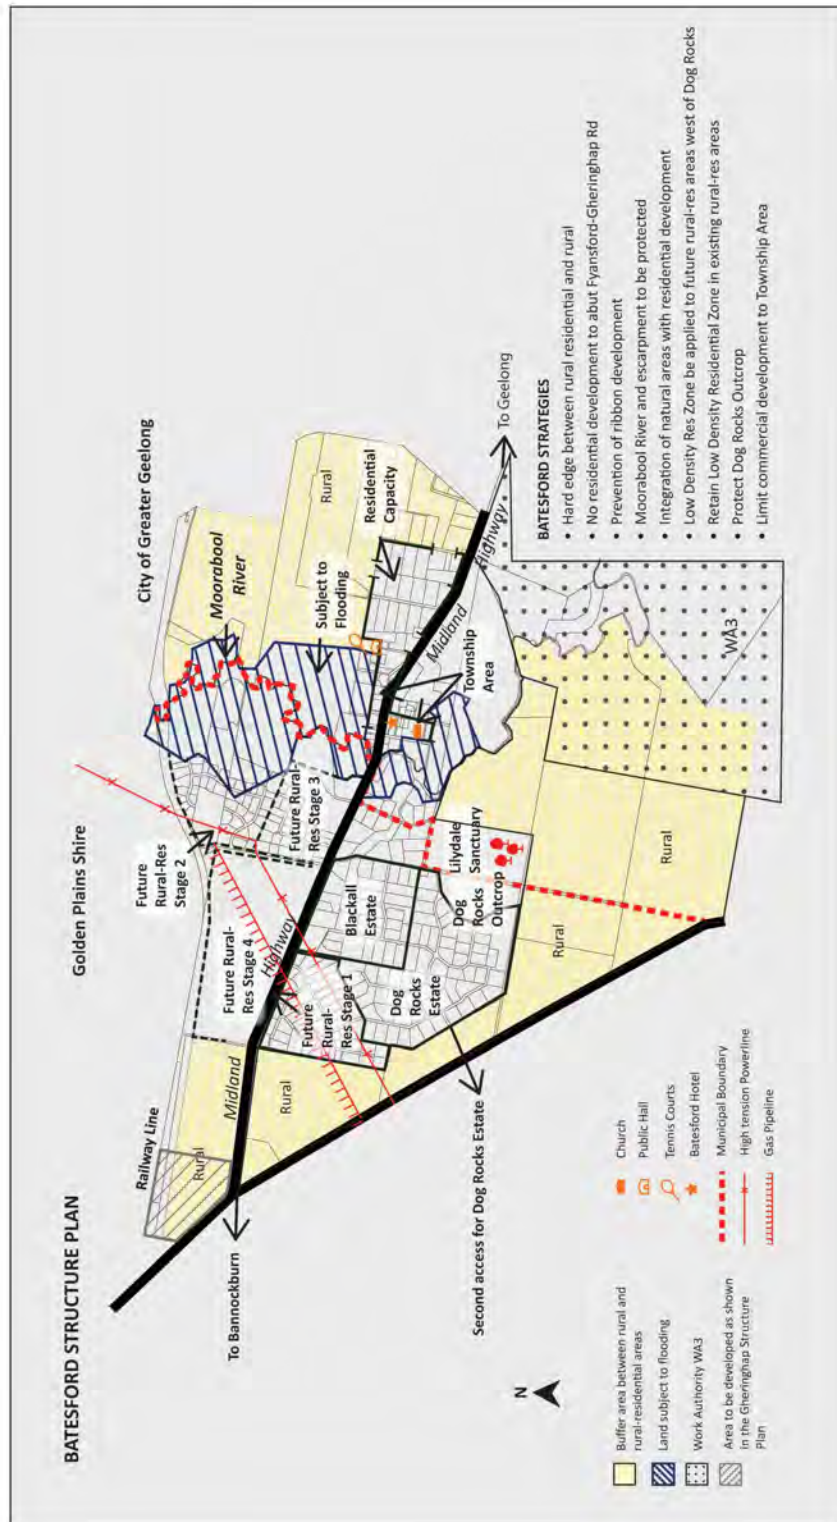 BATESFORD STRUCTURE PLAN
Golden Plains Shire
City of Greater Geelong
Railway Line
Rural
Midland
To Bannockburn
Rural
Future Rural-
Res Stage 4
Highway
Future
Rural-Res
Stage 2
Future Rural-
Res Stage 3
Moorabool
River
Subject to
Flooding
Rural
Residential
Capacity
Future
Rural-
Res Stage 1
Blackall
Estate
Dog
Rocks
Estate
Dog
Rocks
Outcrop
Lilydale
Sanctuary
Township
Area
Midland
Highway
To Geelong
Rural
Rural
WA3
Second access for Dog Rocks Estate
N
Buffer area between rural and
rural-residential areas
Land subject to flooding
Work Authority WA3
Area to be developed as shown
In the Gheringhap Structure
Plan
Church
Public Hall
Tennis Courts
Batesford Hotel
Municipal Boundary
High tension Powerline
Gas Pipeline
BATESFORD STRATEGIES
• Hard edge between rural residential and rural
• No residential development to abut Fyansford-Gheringhap Rd
• Prevention of ribbon development
• Moorabool River and escarpment to be protected
• Integration of natural areas with residential development
• Low Density Res Zone be applied to future rural-res areas west of Dog Rocks
• Retain Low Density Residential Zone in existing rural-res areas
• Protect Dog Rocks Outcrop
• Limit commercial development to Township Area